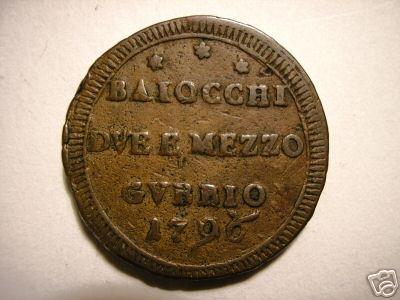 * * *
BAIOCCHI
DVE E MEZZO
GVBBIO
1796